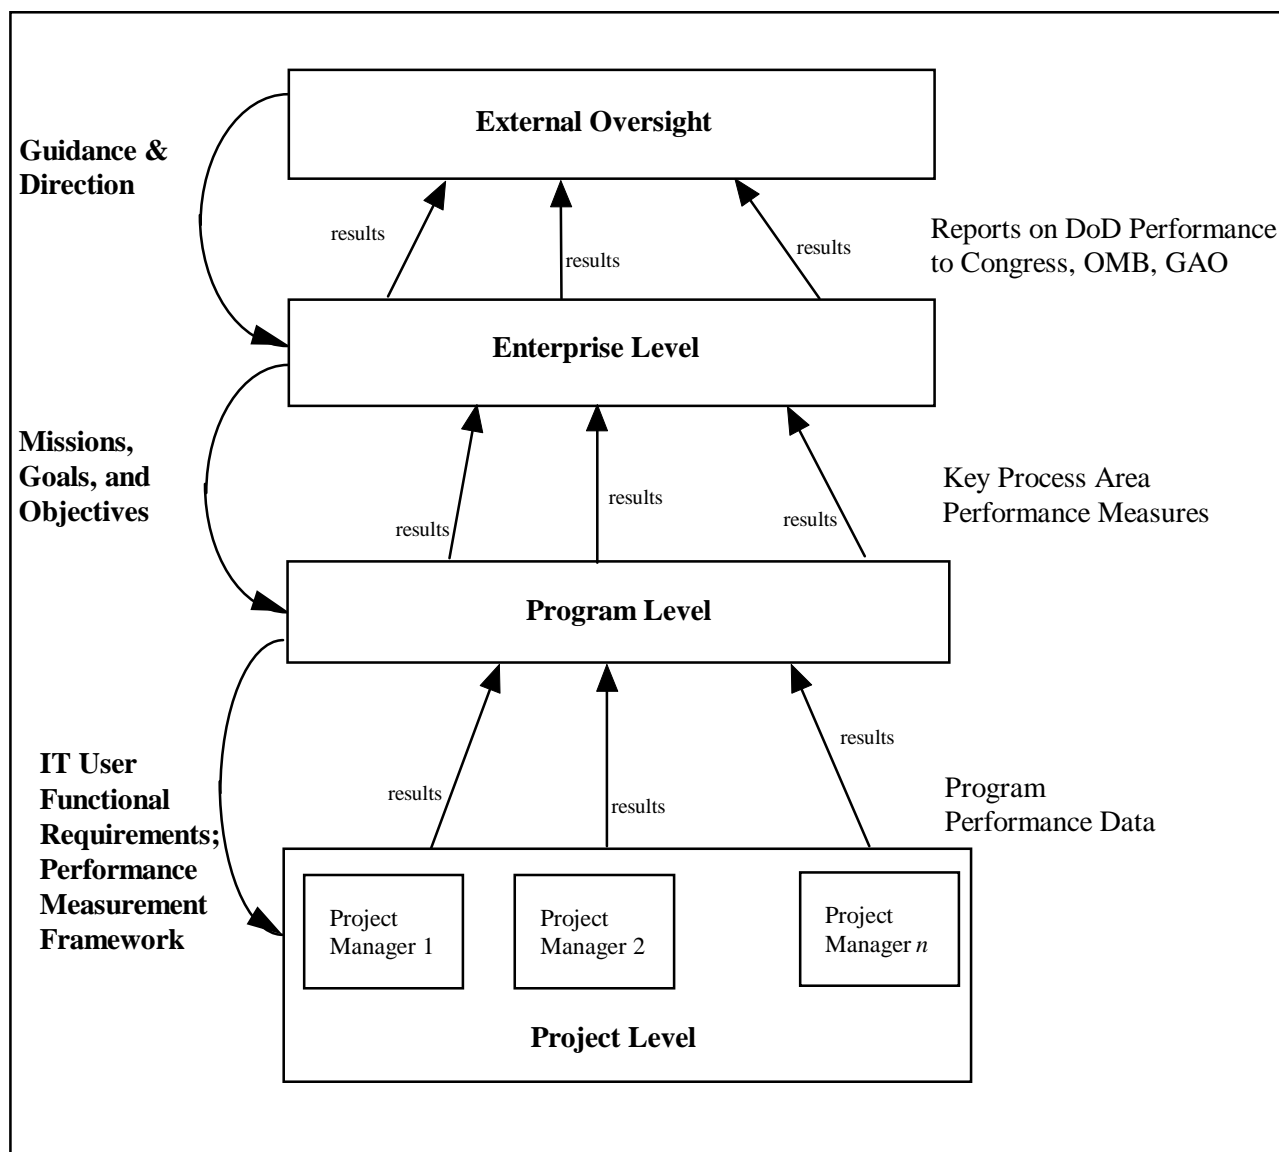 External Oversight
Guidance &
Direction
results
results
results
Reports on DoD Performance
to Congress, OMB, GAO
Enterprise Level
Missions,
Goals, and
Objectives
results
results
results
Key Process Area
Performance Measures
Program Level
IT User
Functional
Requirements;
Performance
Measurement
Framework
results
results
results
Program
Performance Data
Project
Manager 1
Project
Manager 2
Project
Manager n
Project Level